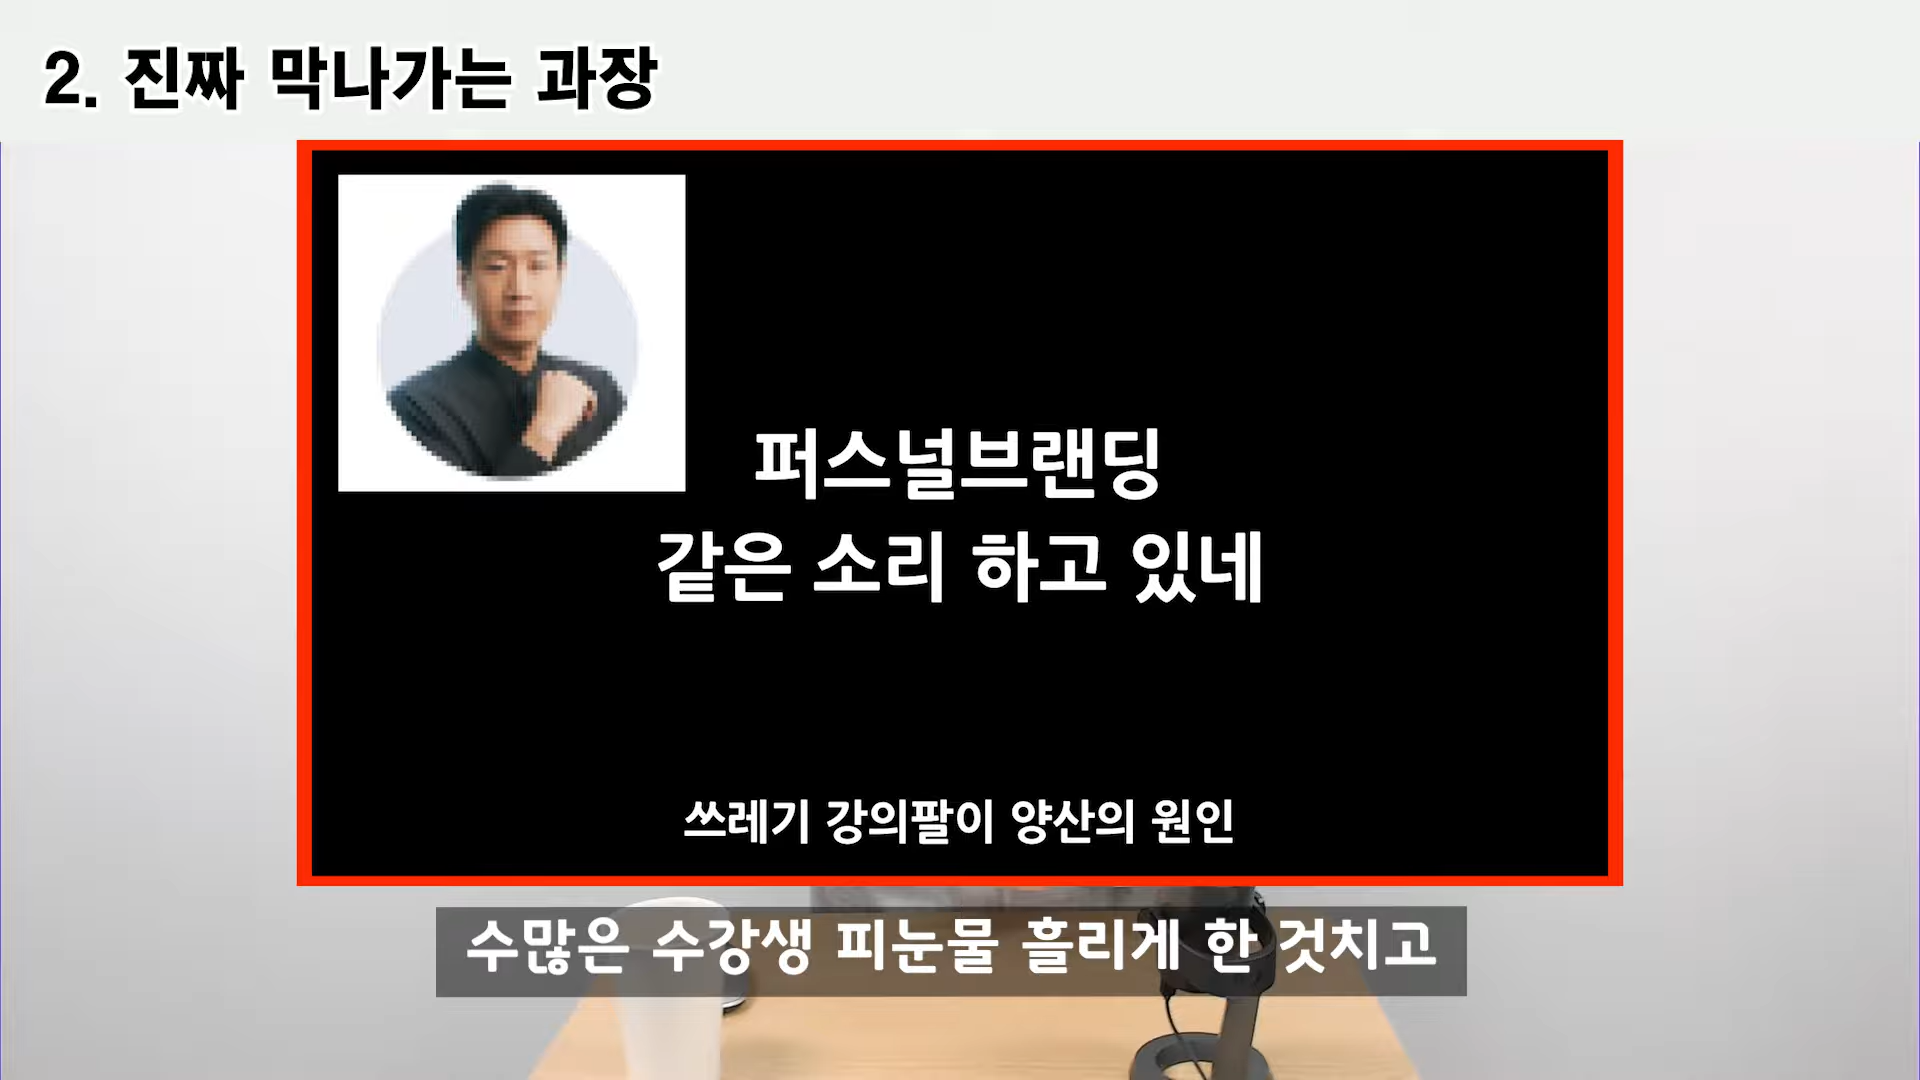 2. 진짜 막나가는 과장
퍼스널브랜딩
같은 소리 하고 있네
쓰레기 강의팔이 양산의 원인
수많은 수강생 피눈물 흘리게 한 것치고